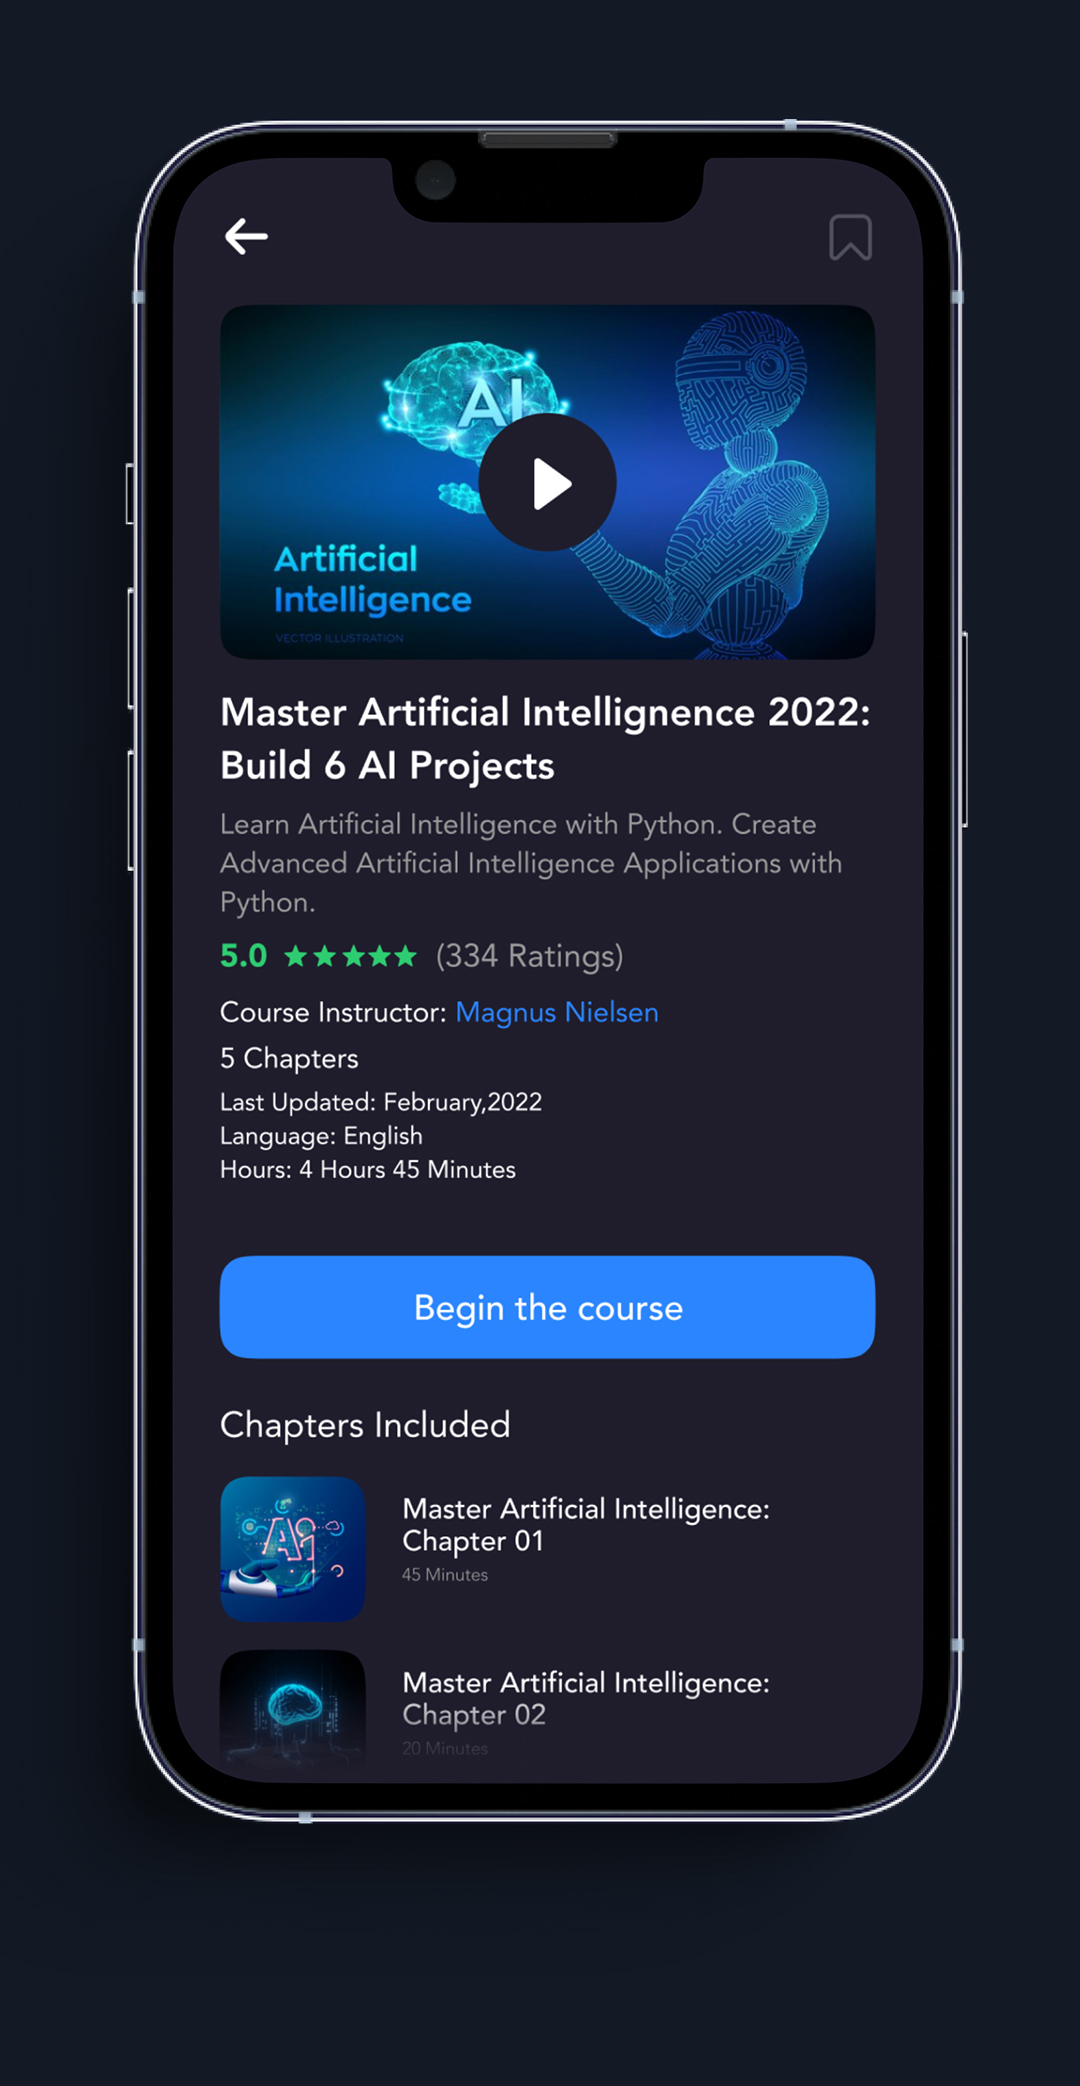 AI
Artificial
Intelligence
VECTOR ILLUSTRATION
Master Artificial Intellignence 2022:
Build 6 AI Projects
Learn Artificial Intelligence with Python. Create
Advanced Artificial Intelligence Applications with
Python.
5.0 ★★★★★ (334 Ratings)
Course Instructor: Magnus Nielsen
5 Chapters
Last Updated: February,2022
Language: English
Hours: 4 Hours 45 Minutes
Begin the course
Chapters Included
Ai
Master Artificial Intelligence:
Chapter 01
45 Minutes
Master Artificial Intelligence:
Chapter 02
20 Minutes